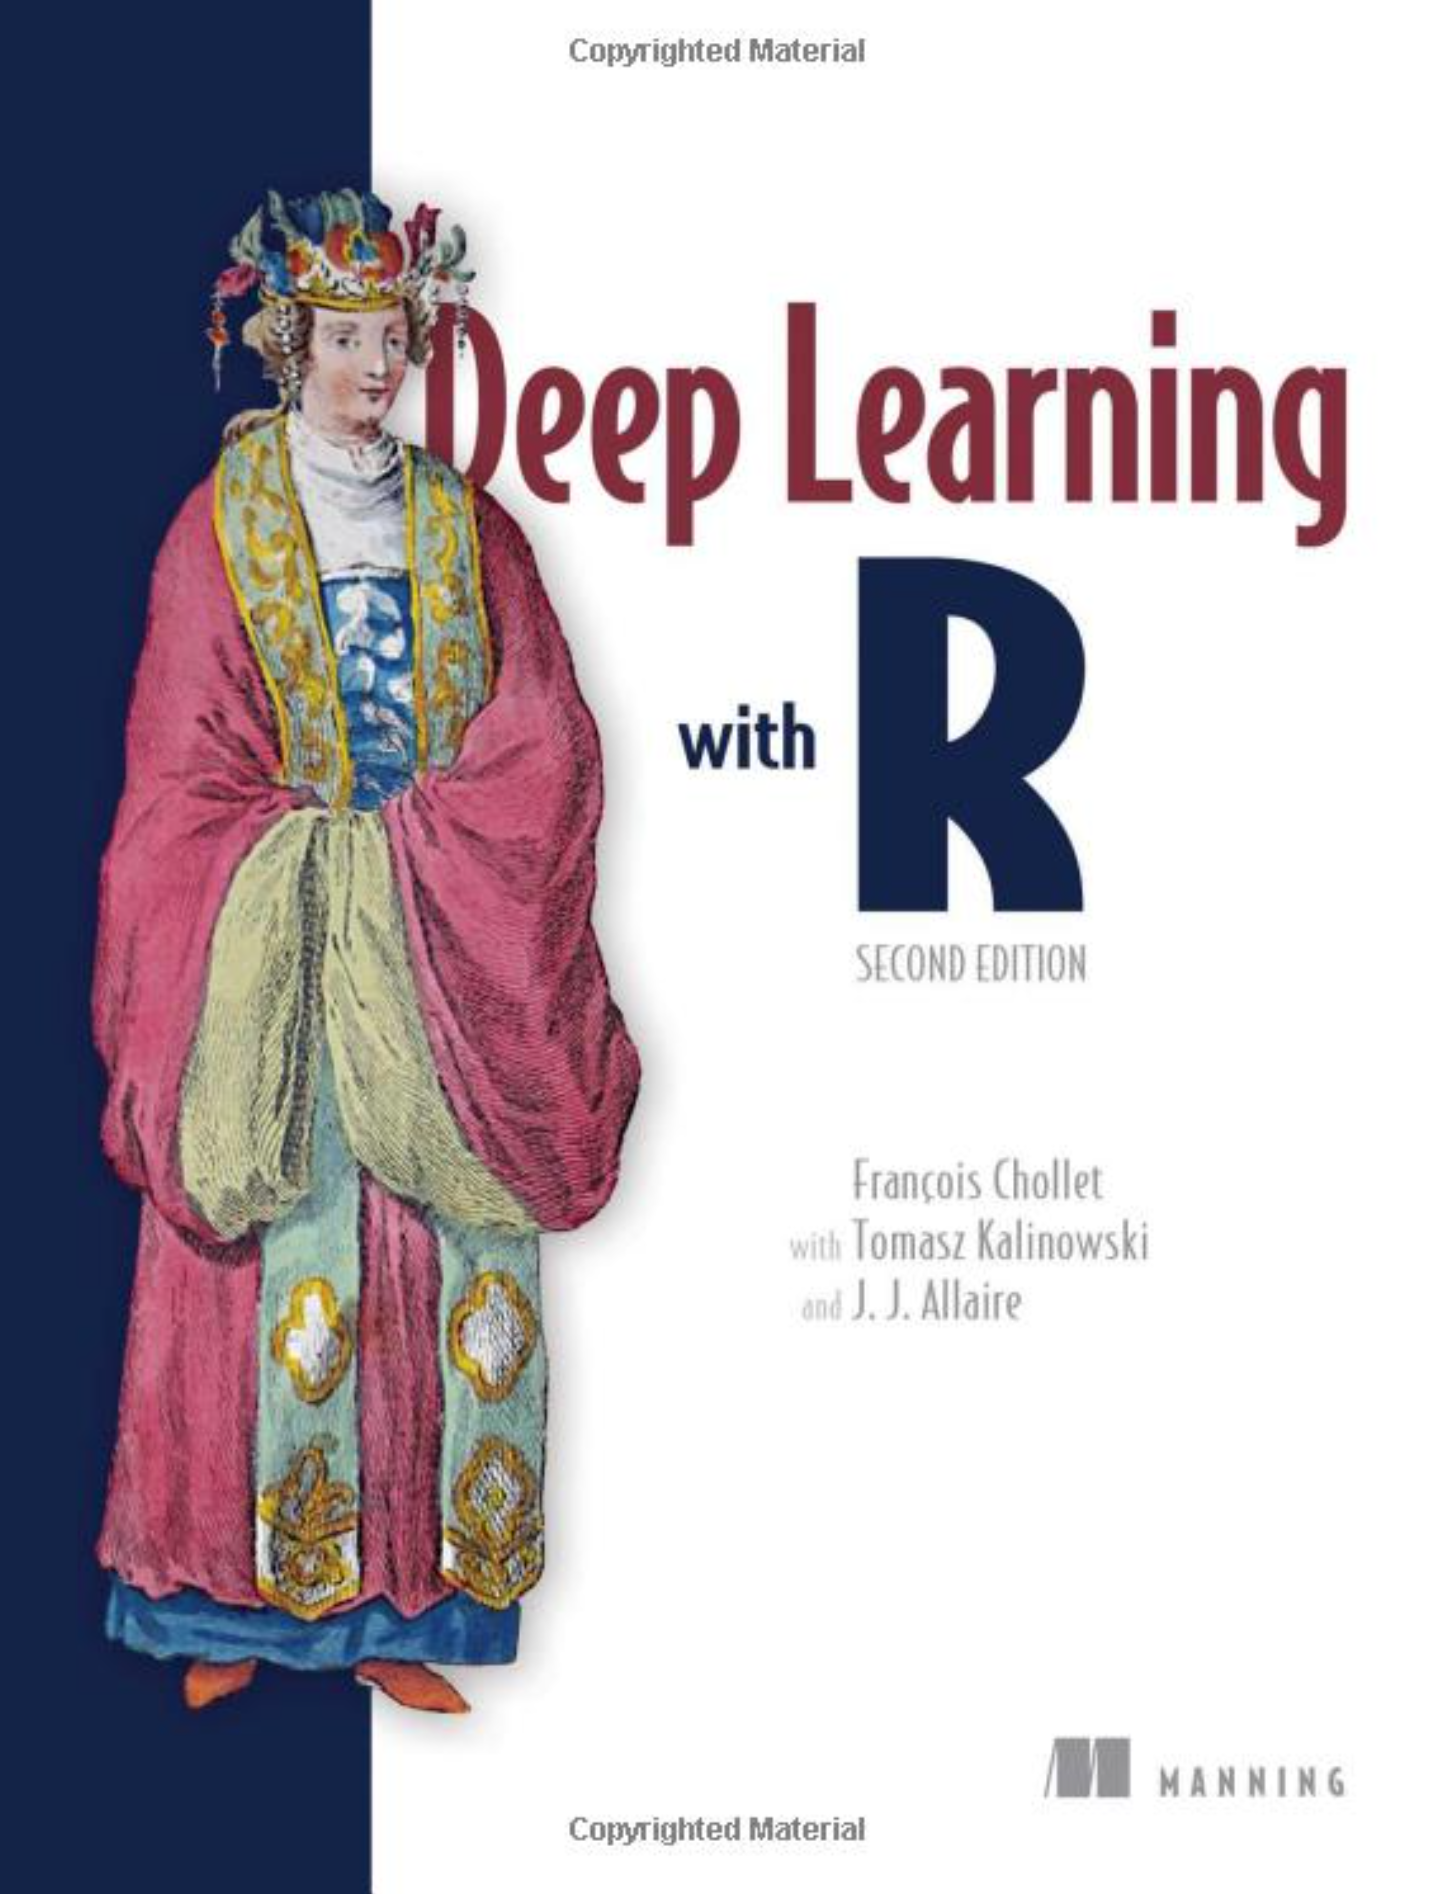 Copyrighted Material
Deep Learning
with R
SECOND EDITION
François Chollet
with Tomasz Kalinowski
and J. J. Allaire
MANNING
Copyrighted Material